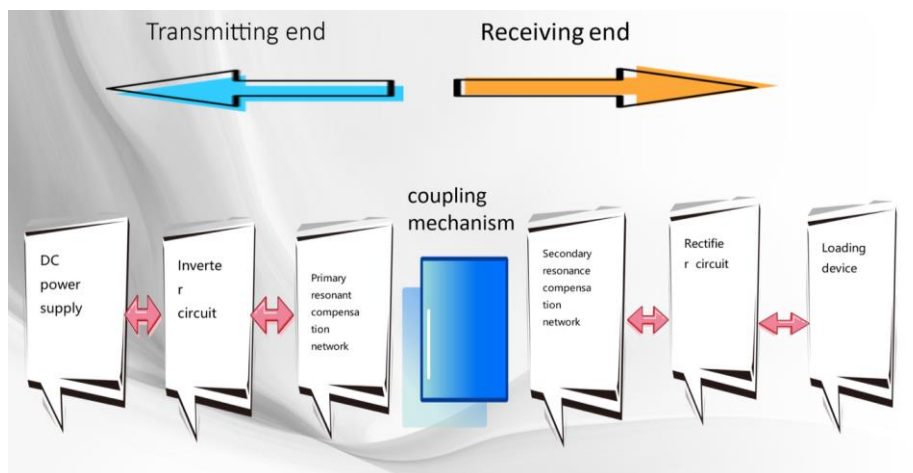 Transmitting end
Receiving end
coupling
mechanism
DC
power
supply
Inverte
r
circuit
Primary
resonant
compensa
tion
network
Secondary
resonance
compensa
tion
network
Rectifie
r circuit
Loading
device